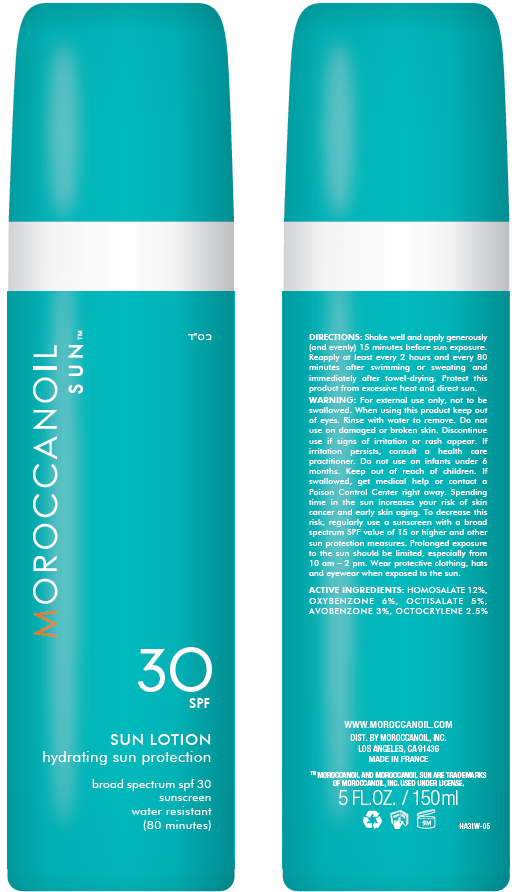 בס"ד
MOROCCANOIL
SUN™
30
SPF
SUN LOTION
hydrating sun protection
broad spectrum spf 30
sunscreen
water resistant
(80 minutes)
DIRECTIONS: Shake well and apply generously
(and evenly) 15 minutes before sun exposure.
Reapply at least every 2 hours and every 80
minutes after swimming or sweating and
immediately after towel-drying. Protect this
product from excessive heat and direct sun.
WARNING: For external use only, not to be
swallowed. When using this product keep out
of eyes. Rinse with water to remove. Do not
use on damaged or broken skin. Discontinue
use if signs of irritation or rash appear. If
irritation persists, consult a health care
practitioner. Do not use on infants under 6
months. Keep out of reach of children. If
swallowed, get medical help or contact a
Poison Control Center right away. Spending
time in the sun increases your risk of skin
cancer and early skin aging. To decrease this
risk, regularly use a sunscreen with a broad
spectrum SPF value of 15 or higher and other
sun protection measures. Prolonged exposure
to the sun should be limited, especially from
10 am – 2 pm. Wear protective clothing, hats
and eyewear when exposed to the sun.
ACTIVE INGREDIENTS: HOMOSALATE 12%,
OXYBENZONE 6%, OCTISALATE 5%,
AVOBENZONE 3%, OCTOCRYLENE 2.5%
WWW.MOROCCANOIL.COM
DIST. BY MOROCCANOIL, INC.
LOS ANGELES, CA 91436
MADE IN FRANCE
™MOROCCANOIL AND MOROCCANOIL SUN ARE TRADEMARKS
OF MOROCCANOIL, INC. USED UNDER LICENSE.
5 FL.OZ. / 150ml
9M
HA3IW-05